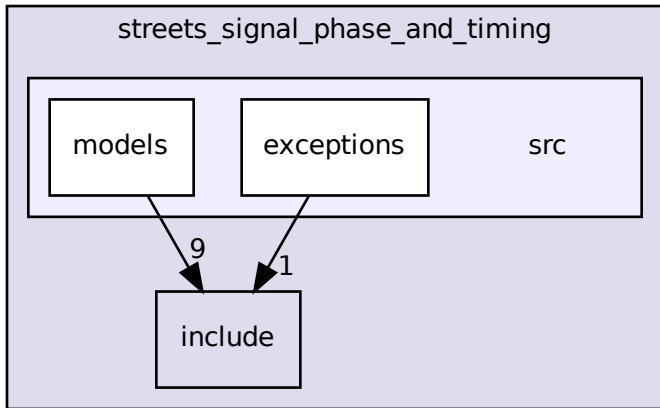 streets_signal_phase_and_timing
models
exceptions
src
9
1
include